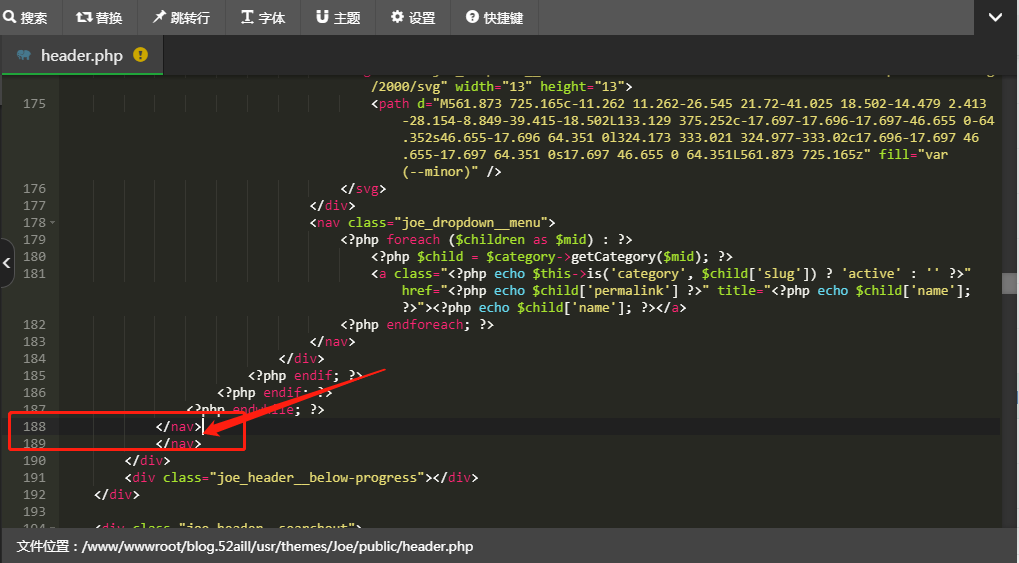 搜索 替换 跳转行 字体 主题 设置 快捷键
header.php
/2000/svg" width="13" height="13">
175 <path d="M561.873 725.165c-11.262 11.262-26.545 21.72-41.025 18.502-14.479 2.413
-28.154-8.849-39.415-18.502L133.129 375.252c-17.697-17.696-17.697-46.655 0-64
.352s46.655-17.696 64.351 0l324.173 333.021 324.977-333.02c17.696-17.697 46
.655-17.697 64.351 0s17.697 46.655 0 64.351L561.873 725.165z" fill="var
(--minor)" />
176 </svg>
177 </div>
178 <nav class="joe_dropdown__menu">
179 <?php foreach ($children as $mid) : ?>
180 <?php $child = $category->getCategory($mid); ?>
181 <a class="<?php echo $this->is('category', $child['slug']) ? 'active' : '' ?>"
href="<?php echo $child['permalink'] ?>" title="<?php echo $child['name'];
?>"><?php echo $child['name']; ?></a>
182 <?php endforeach; ?>
183 </nav>
184 </div>
185 <?php endif; ?>
186 <?php endif; ?>
187 <?php endwhile; ?>
188 </nav>
189 </nav>
190 </div>
191 <div class="joe_header__below-progress"></div>
192 </div>
193
194 <div class="joe_header__searchout">
文件位置：/www/wwwroot/blog.52aill/usr/themes/Joe/public/header.php